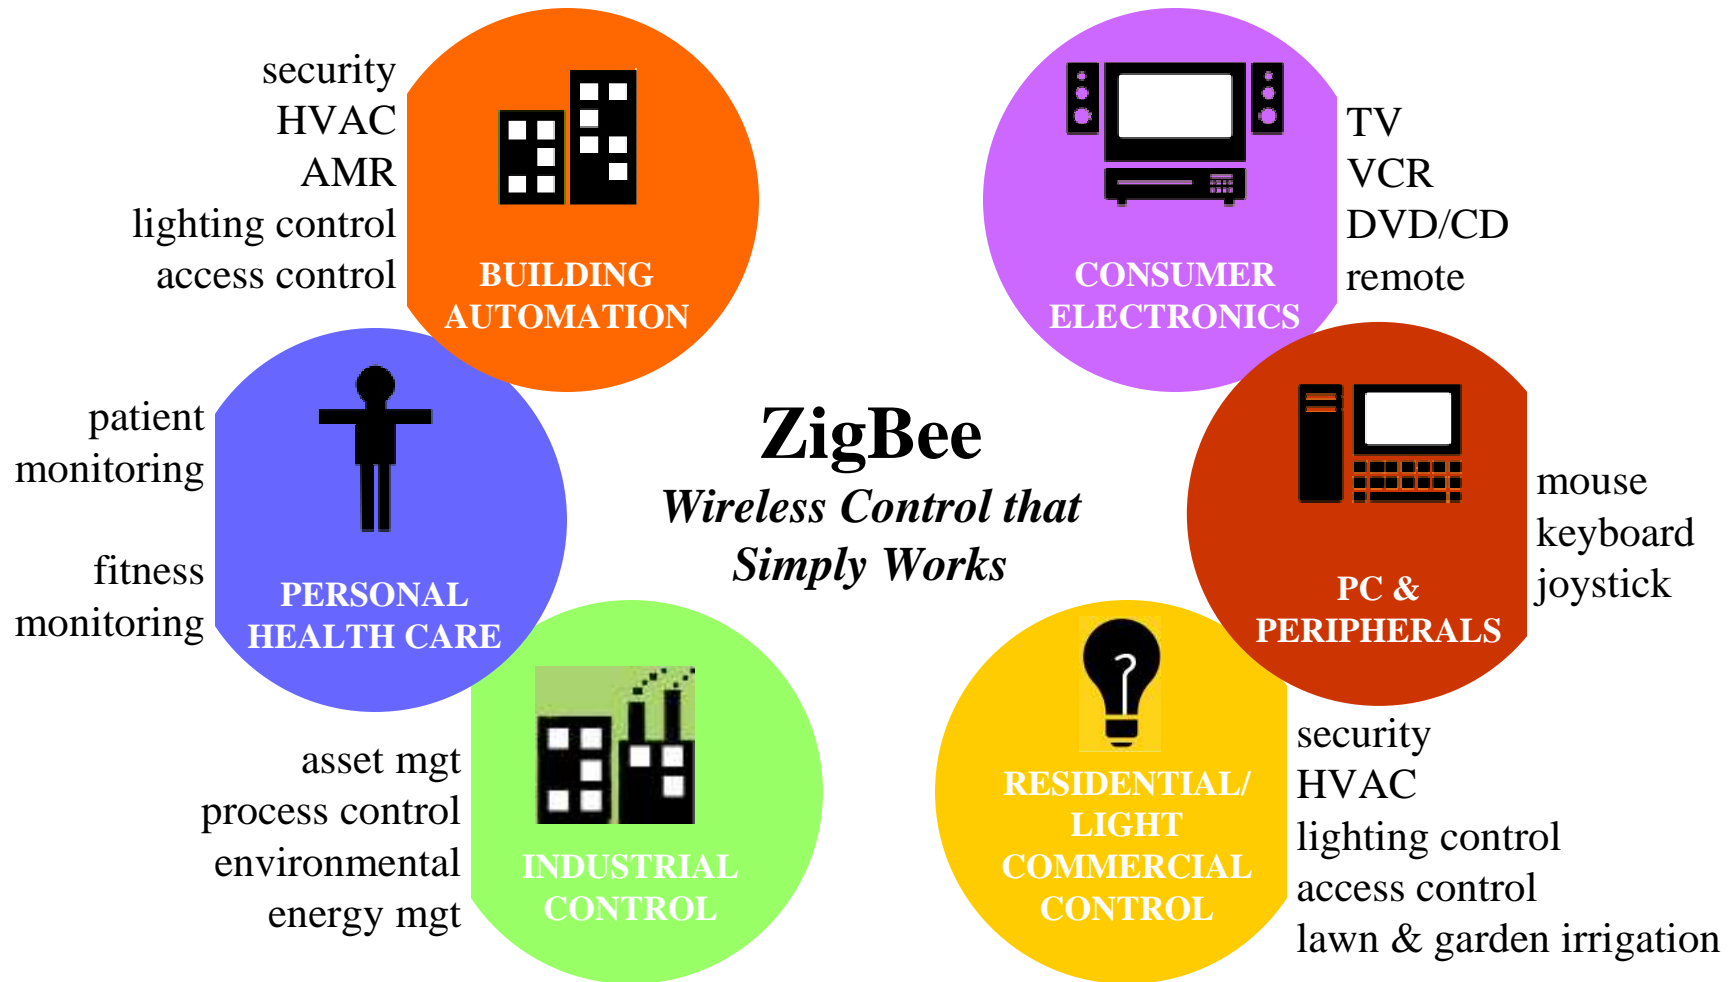 security
HVAC
AMR
lighting control
access control
BUILDING
AUTOMATION
TV
VCR
DVD/CD
remote
CONSUMER
ELECTRONICS
patient
monitoring
fitness
monitoring
PERSONAL
HEALTH CARE
ZigBee
Wireless Control that
Simply Works
mouse
keyboard
joystick
PC &
PERIPHERALS
asset mgt
process control
environmental
energy mgt
INDUSTRIAL
CONTROL
RESIDENTIAL/
LIGHT
COMMERCIAL
CONTROL
security
HVAC
lighting control
access control
lawn & garden irrigation